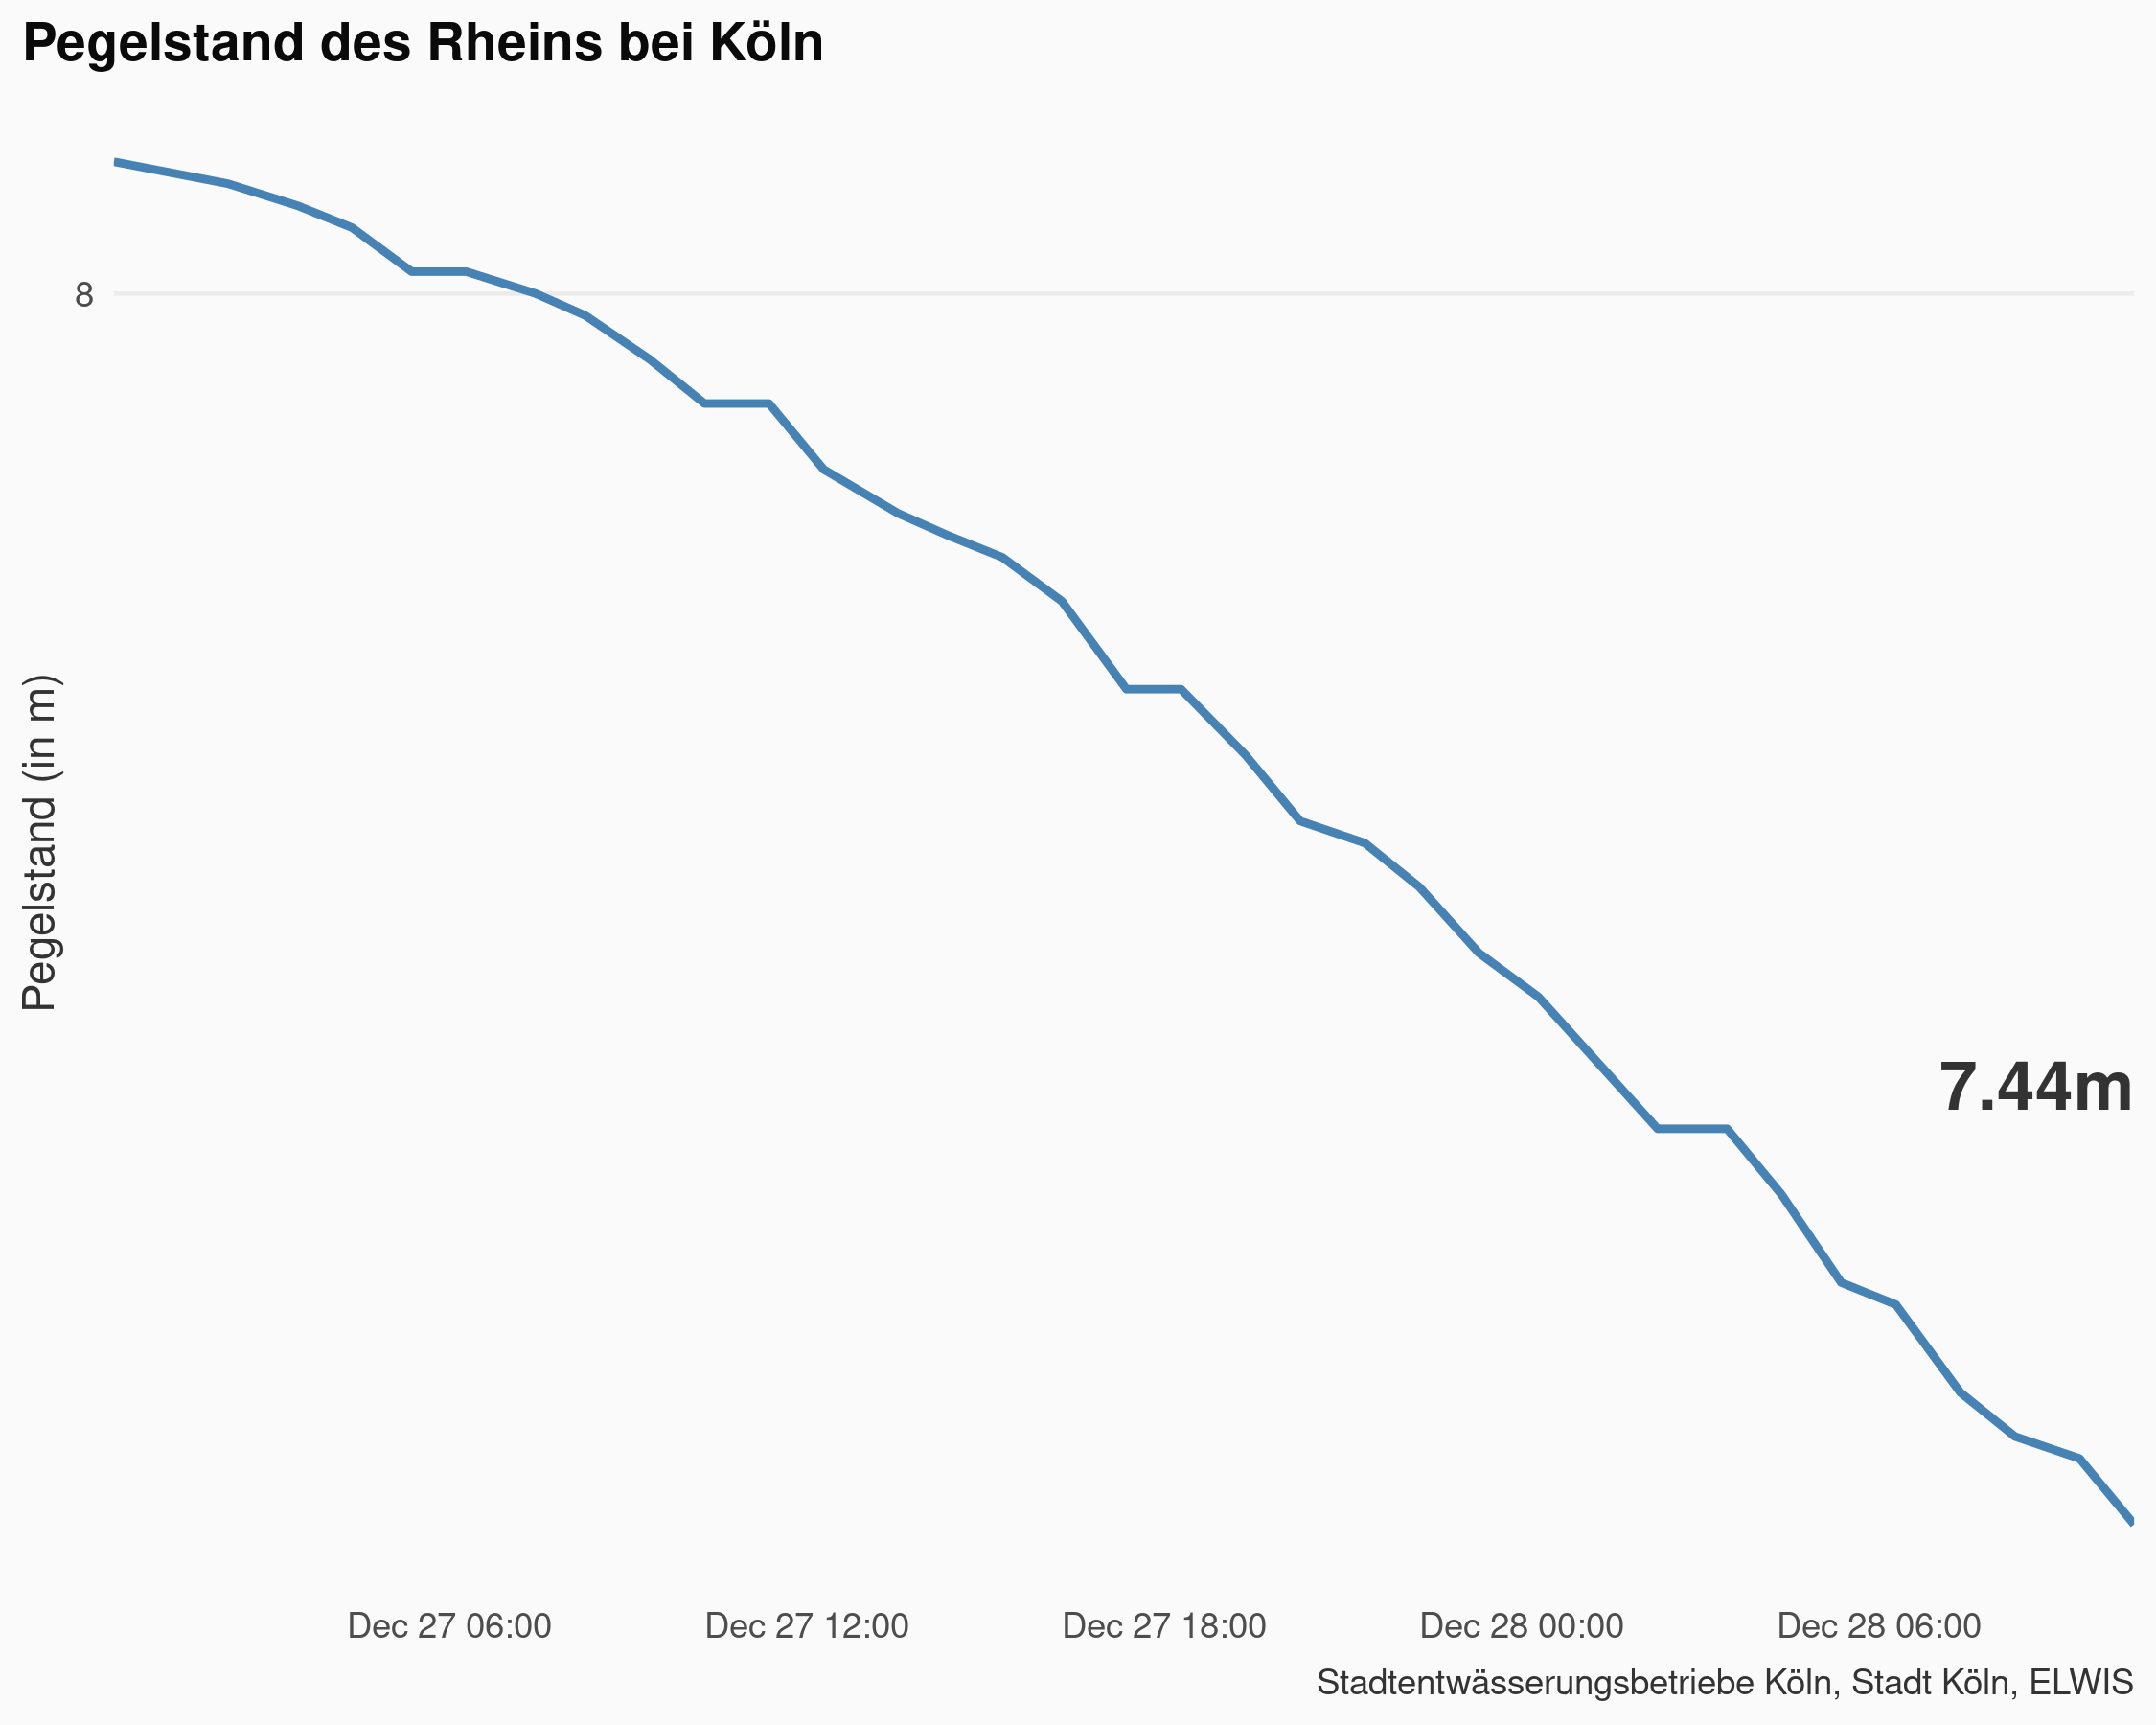 Pegelstand des Rheins bei Köln
8
Pegelstand (in m)
7.44m
Dec 27 06:00
Dec 27 12:00
Dec 27 18:00
Dec 28 00:00
Dec 28 06:00
Stadtentwässerungsbetriebe Köln, Stadt Köln, ELWIS